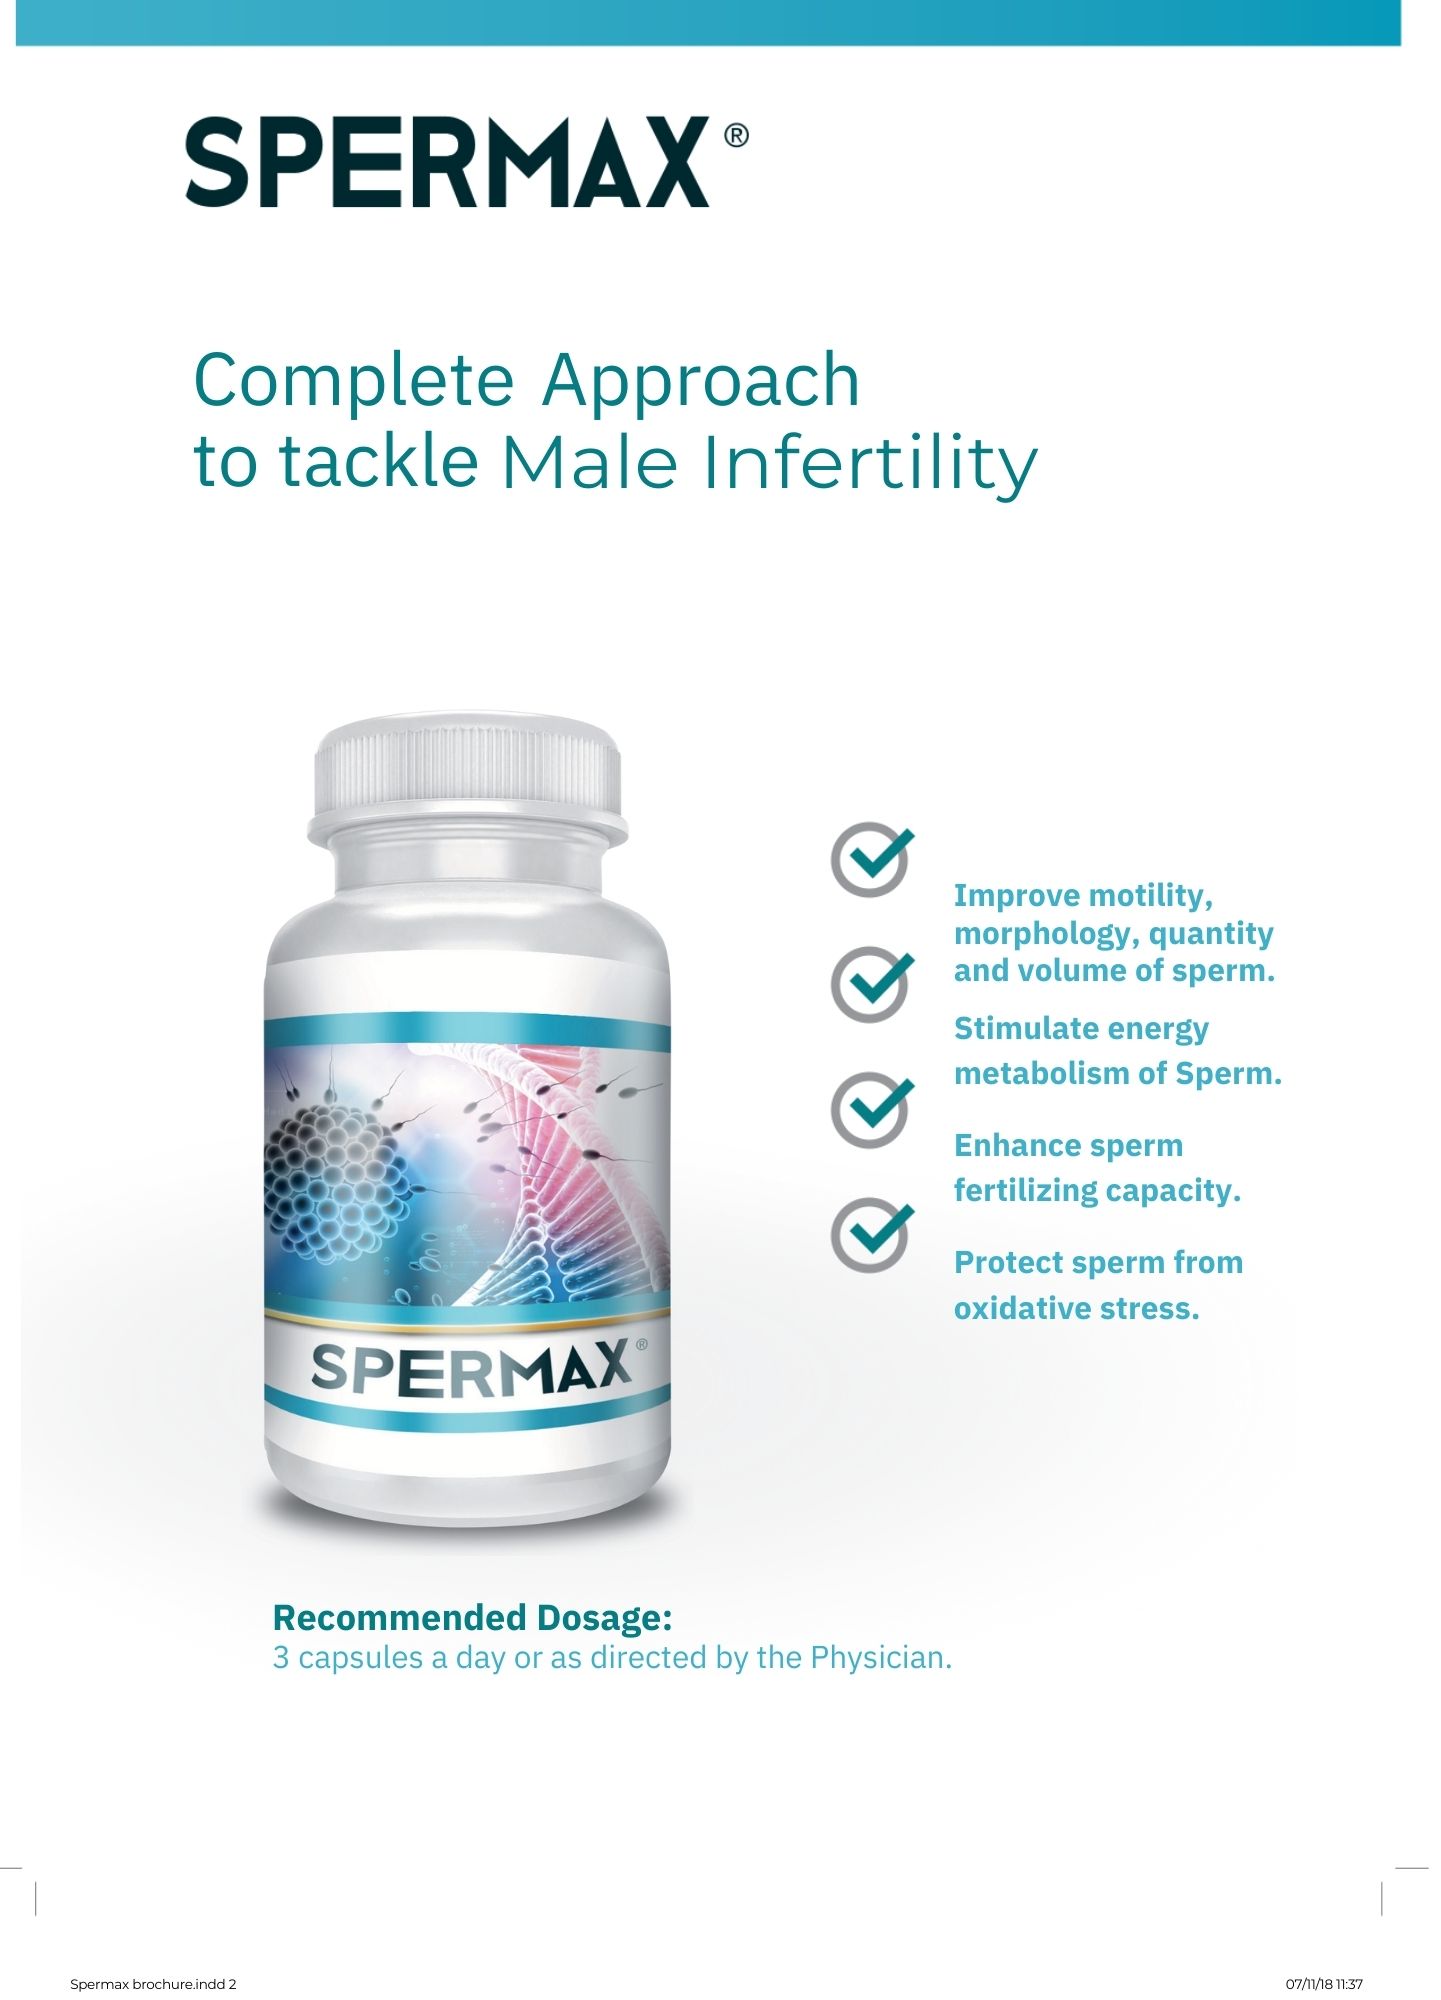 SPERMAX®
Complete Approach
to tackle Male Infertility
Improve motility,
morphology, quantity
and volume of sperm.
Stimulate energy
metabolism of Sperm.
Enhance sperm
fertilizing capacity.
Protect sperm from
oxidative stress.
SPERMAX®
Recommended Dosage:
3 capsules a day or as directed by the Physician.
Spermax brochure.indd 2
07/11/18 11:37